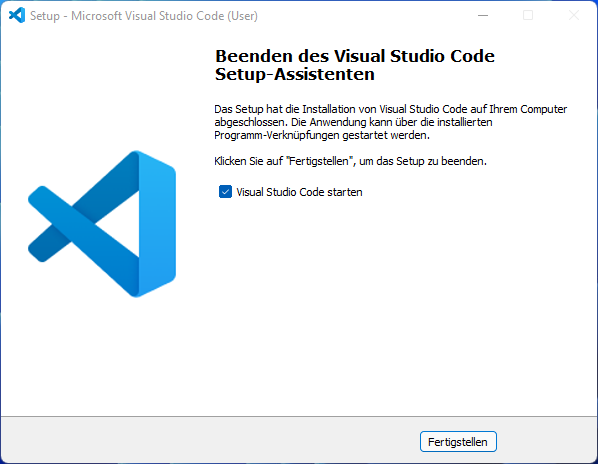 Setup - Microsoft Visual Studio Code (User)
Beenden des Visual Studio Code
Setup-Assistenten
Das Setup hat die Installation von Visual Studio Code auf Ihrem Computer
abgeschlossen. Die Anwendung kann über die installierten
Programm-Verknüpfungen gestartet werden.
Klicken Sie auf "Fertigstellen", um das Setup zu beenden.
Visual Studio Code starten
Fertigstellen